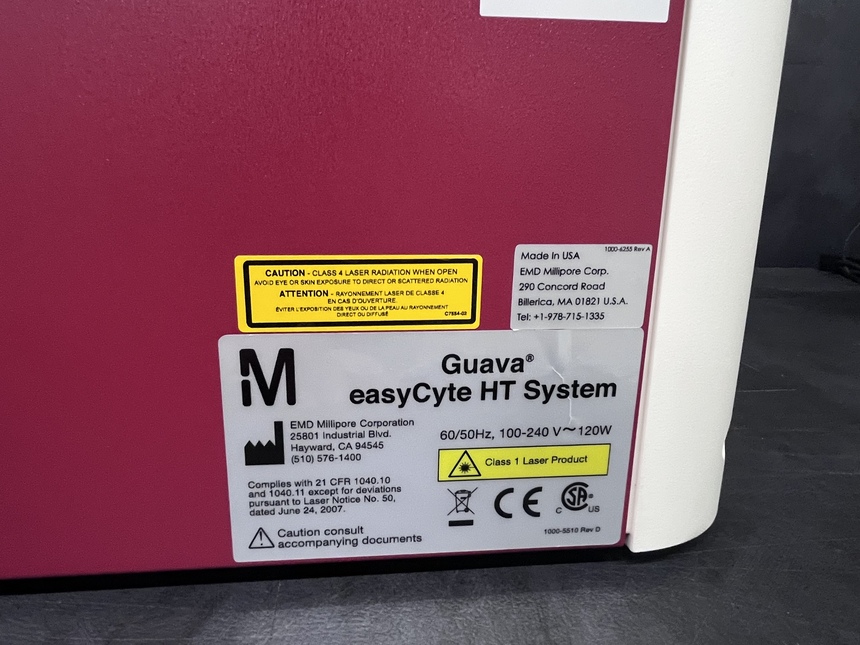 CAUTION - CLASS 4 LASER RADIATION WHEN OPEN
AVOID EYE OR SKIN EXPOSURE TO DIRECT OR SCATTERED RADIATION
ATTENTION - RAYONNEMENT LASER DE CLASSE 4
EN CAS D'OUVERTURE.
ÉVITER L'EXPOSITION DES YEUX OU DE LA PEAU AU RAYONNEMENT
DIRECT OU DIFFUSÉ
C7554-03
1000-6255 Rev A
Made in USA
EMD Millipore Corp.
290 Concord Road
Billerica, MA 01821 U.S.A.
Tel: +1-978-715-1335
M
Guava®
easyCyte HT System
EMD Millipore Corporation
25801 Industrial Blvd.
Hayward, CA 94545
(510) 576-1400
60/50Hz, 100-240 V~120W
Class 1 Laser Product
Complies with 21 CFR 1040.10
and 1040.11 except for deviations
pursuant to Laser Notice No. 50,
dated June 24, 2007.
CE
C SA® US
Caution consult
accompanying documents
1000-5510 Rev D